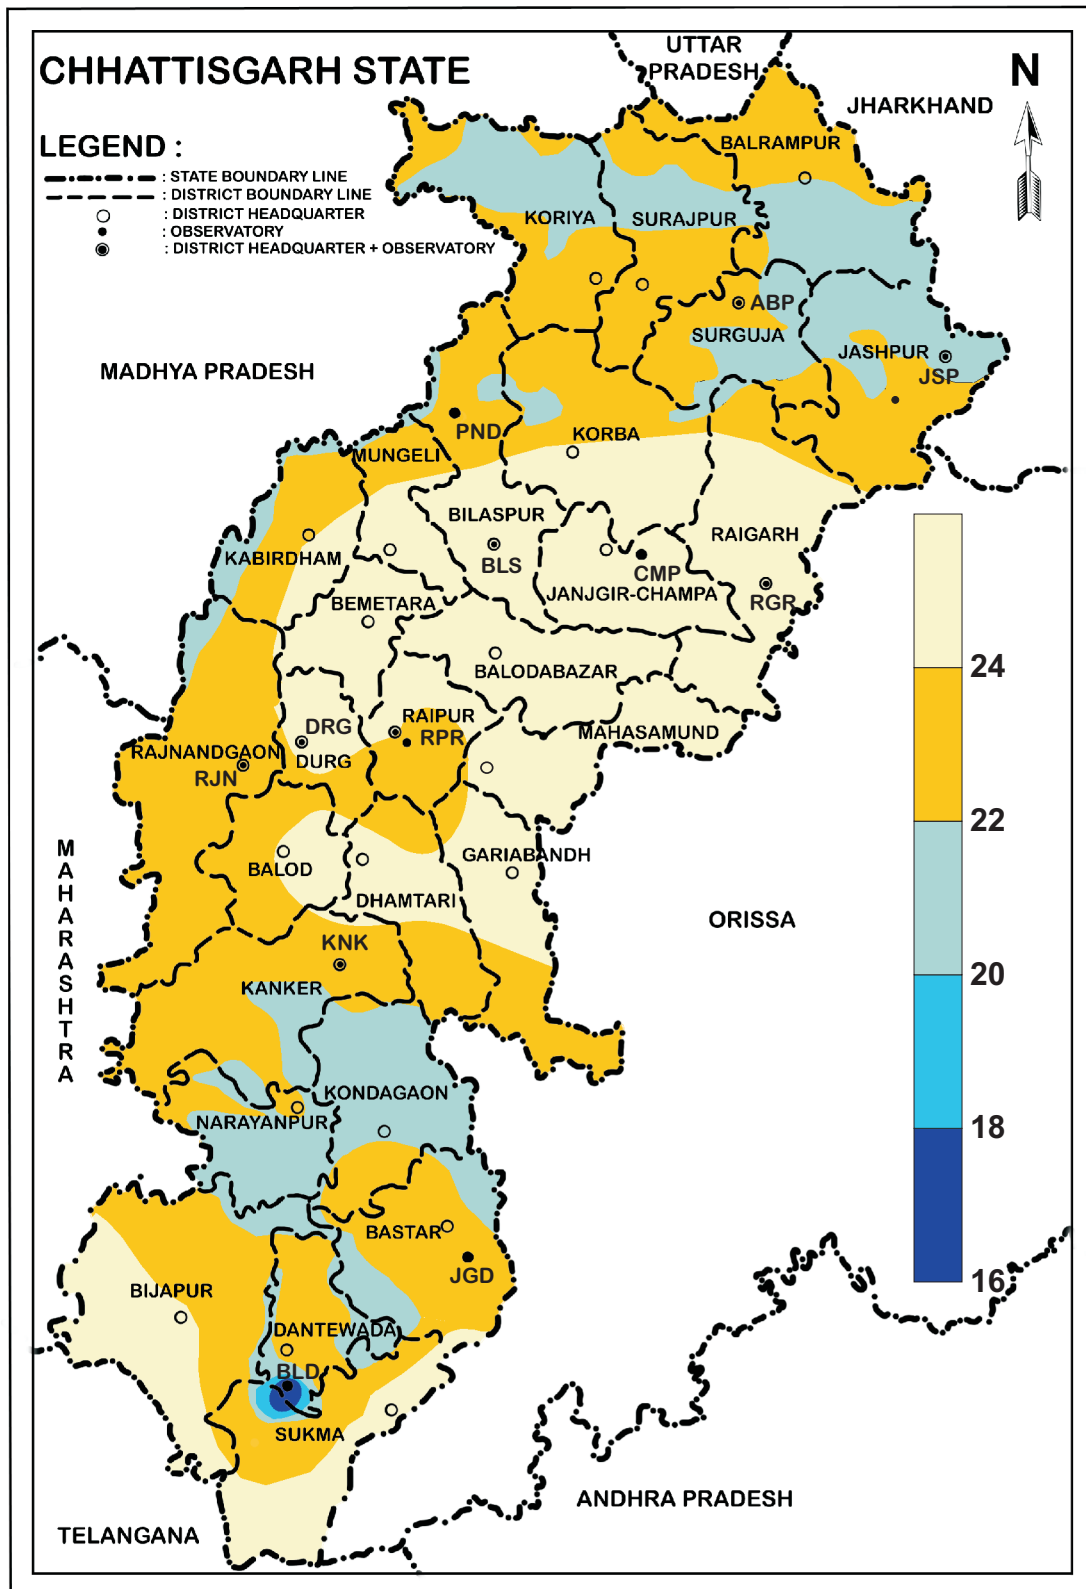 CHHATTISGARH STATE
UTTAR
PRADESH
N
JHARKHAND
LEGEND :
: STATE BOUNDARY LINE
: DISTRICT BOUNDARY LINE
: DISTRICT HEADQUARTER
: OBSERVATORY
: DISTRICT HEADQUARTER + OBSERVATORY
BALRAMPUR
KORIYA
SURAJPUR
ABP
SURGUJA
JASHPUR
JSP
MADHYA PRADESH
PND
KORBA
MUNGELI
BILASPUR
RAIGARH
KABIRDHAM
BLS
CMP
JANJGIR-CHAMPA
RGR
BEMETARA
BALODABAZAR
24
DRG
RAIPUR
RPR
MAHASAMUND
RAJNANDGAON
RJN
DURG
22
MAHARASHTRA
BALOD
GARIABANDH
DHAMTARI
ORISSA
KNK
KANKER
20
KONDAGAON
NARAYANPUR
18
BASTAR
JGD
BIJAPUR
16
DANTEWADA
BLD
SUKMA
ANDHRA PRADESH
TELANGANA